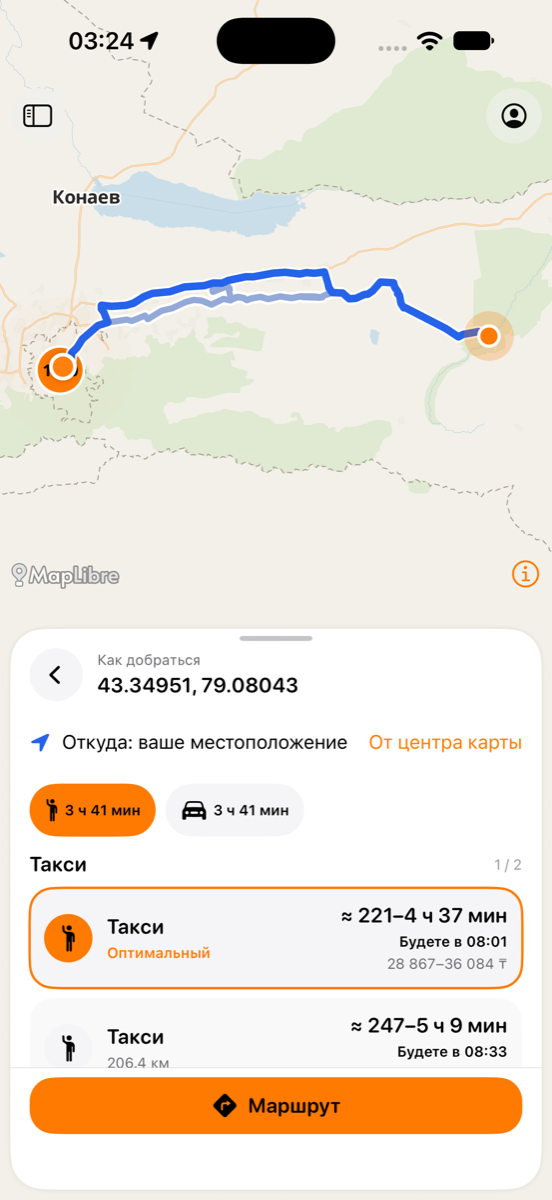 03:24
Конаев
MapLibre
Как добраться
43.34951, 79.08043
Откуда: ваше местоположение
От центра карты
3 ч 41 мин
3 ч 41 мин
Такси
1 / 2
Такси
≈ 221–4 ч 37 мин
Оптимальный
Будете в 08:01
28 867–36 084 ₸
Такси
≈ 247–5 ч 9 мин
206.4 км
Будете в 08:33
Маршрут